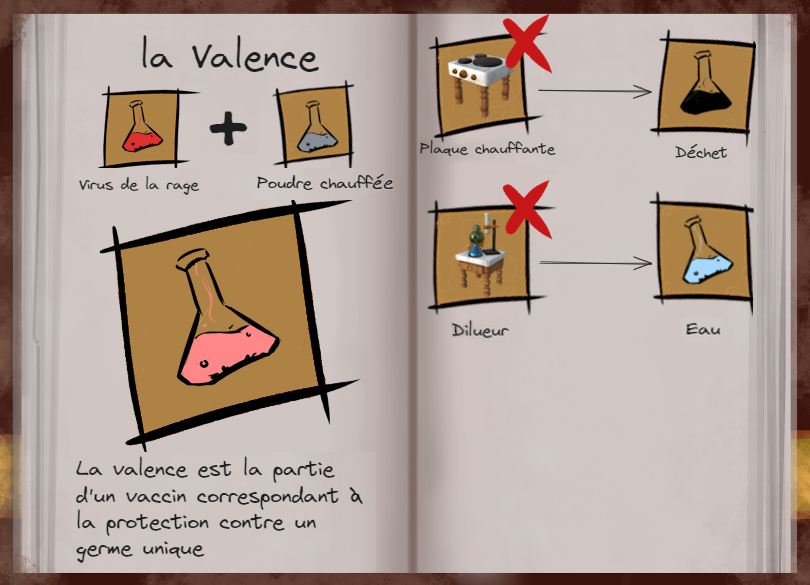 la Valence
+
Virus de la rage
Poudre chauffée
La valence est la partie
d'un vaccin correspondant à
la protection contre un
germe unique
Plaque chauffante
Déchet
Dilueur
Eau